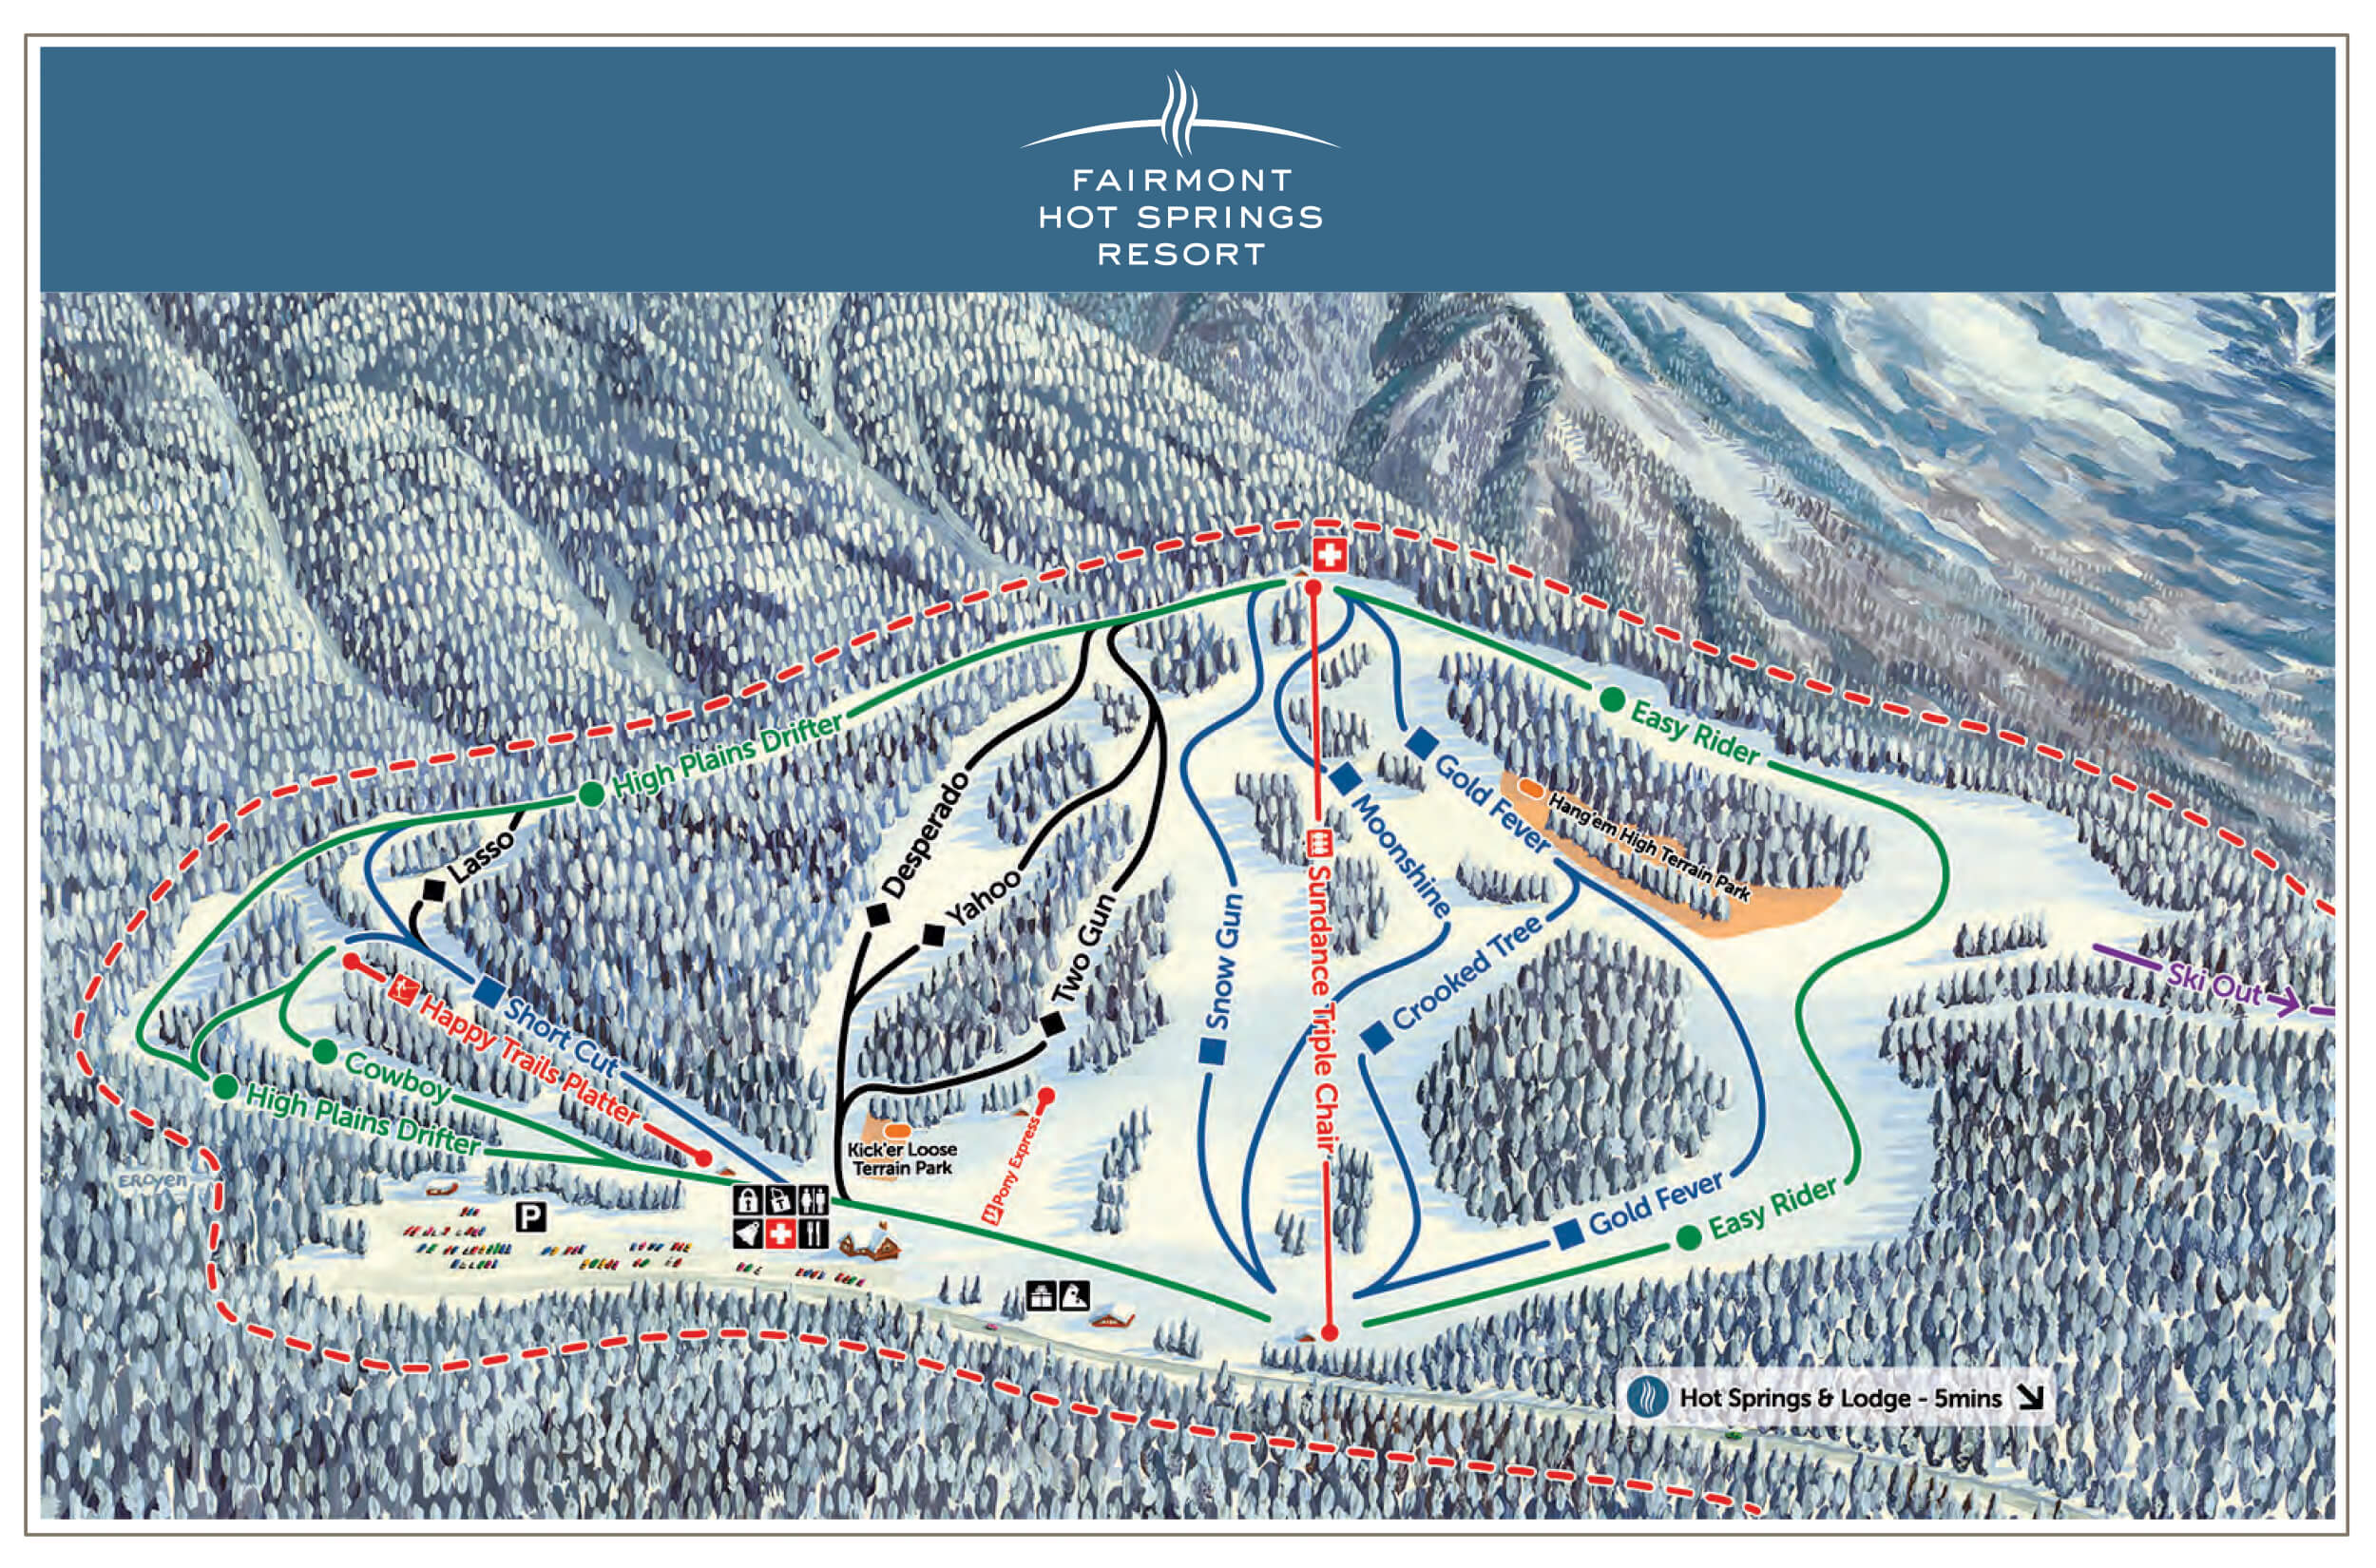 FAIRMONT
HOT SPRINGS
RESORT
High Plains Drifter
Easy Rider
Lasso
Desperado
Yahoo
Two Gun
Snow Gun
Sundance Triple Chair
Moonshine
Gold Fever
Hang'em High Terrain Park
Crooked Tree
Ski Out
Short Cut
Happy Trails Platter
Cowboy
High Plains Drifter
Kick'er Loose
Terrain Park
Pony Express
Gold Fever
Easy Rider
P
EROYEN
Hot Springs & Lodge - 5mins